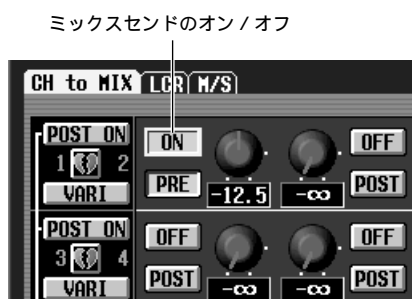 ミックスセンドのオン / オフ
CH to MIX LCR M/S
POST ON ON OFF
1 2
VARI PRE -12.5 -∞ POST
POST ON OFF OFF
3 4
VARI POST -∞ -∞ POST